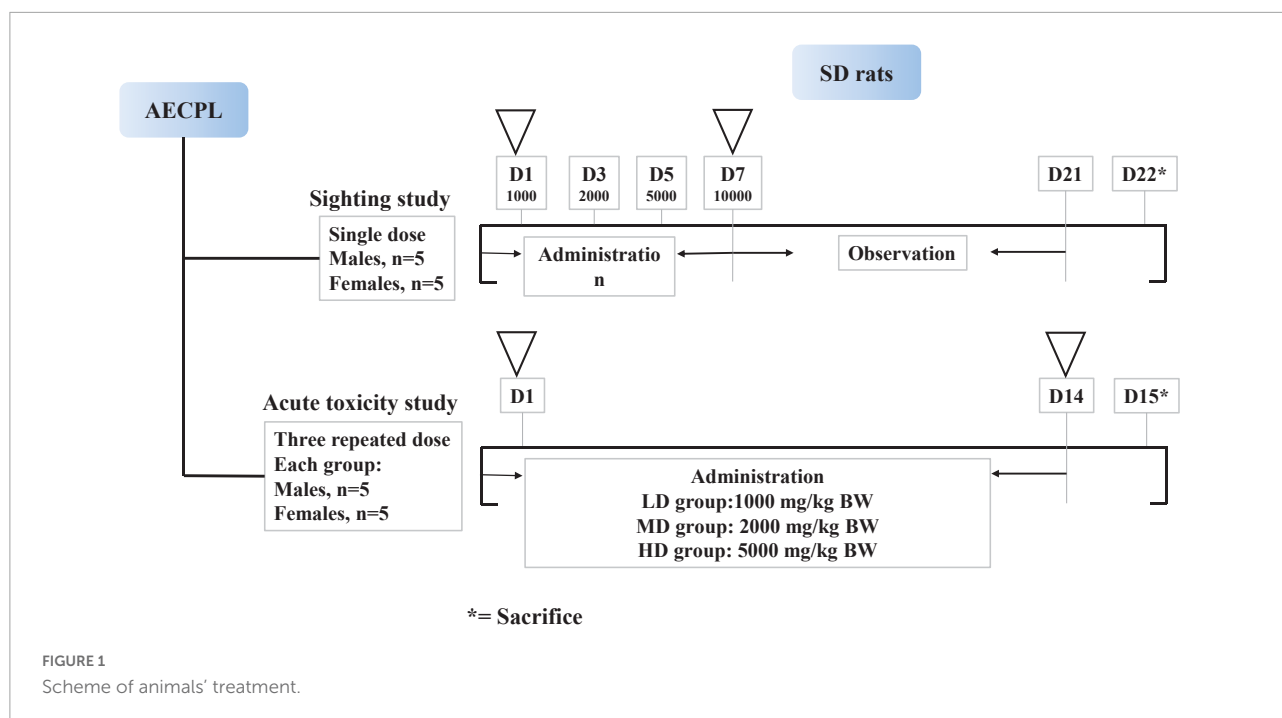 SD rats
AECPL
D1
1000
D3
2000
D5
5000
D7
10000
D21
D22*
Sighting study
Single dose
Males, n=5
Females, n=5
Administratio
n
Observation
D1
D14
D15*
Acute toxicity study
Three repeated dose
Each group:
Males, n=5
Females, n=5
Administration
LD group:1000 mg/kg BW
MD group: 2000 mg/kg BW
HD group: 5000 mg/kg BW
*= Sacrifice
FIGURE 1
Scheme of animals’ treatment.